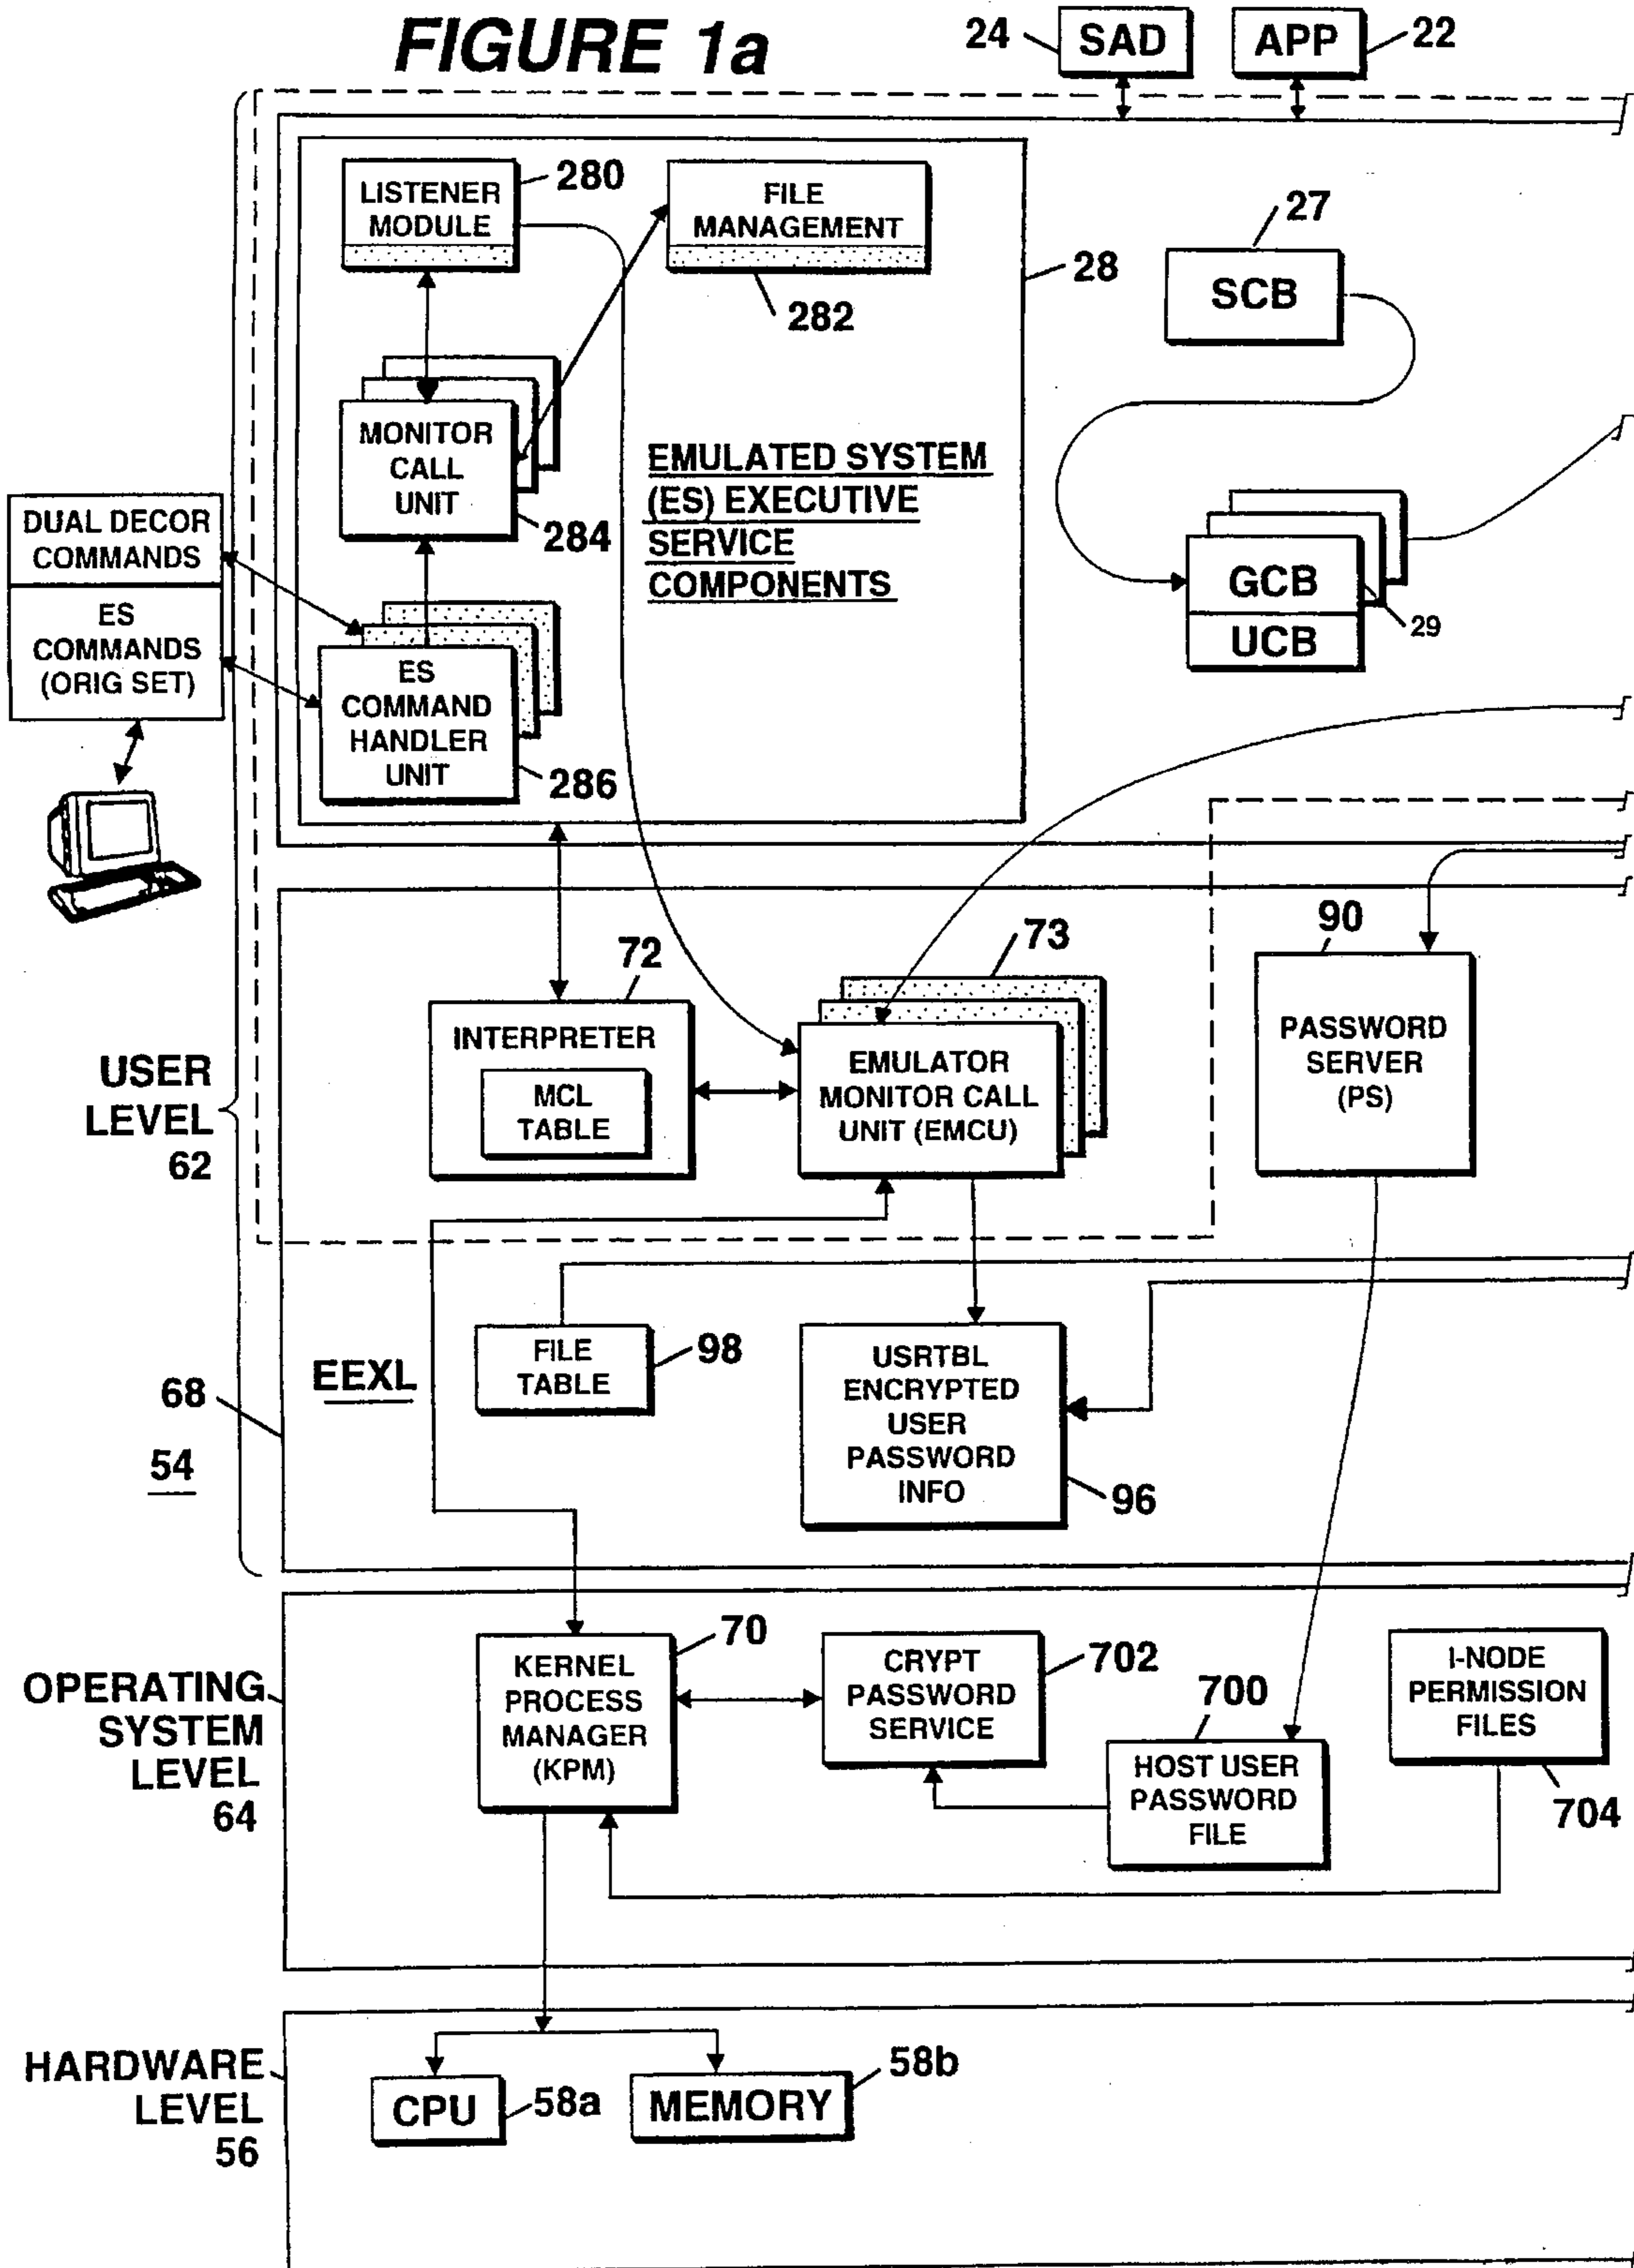 FIGURE 1a
24
SAD
APP
22
LISTENER
MODULE
280
FILE
MANAGEMENT
282
28
27
SCB
MONITOR
CALL
UNIT
284
EMULATED SYSTEM
(ES) EXECUTIVE
SERVICE
COMPONENTS
DUAL DECOR
COMMANDS
ES
COMMANDS
(ORIG SET)
GCB
UCB
29
ES
COMMAND
HANDLER
UNIT
286
72
73
90
INTERPRETER
MCL
TABLE
EMULATOR
MONITOR CALL
UNIT (EMCU)
PASSWORD
SERVER
(PS)
USER
LEVEL
62
EEXL
FILE
TABLE
98
USRTBL
ENCRYPTED
USER
PASSWORD
INFO
96
68
54
OPERATING
SYSTEM
LEVEL
64
KERNEL
PROCESS
MANAGER
(KPM)
70
CRYPT
PASSWORD
SERVICE
702
700
HOST USER
PASSWORD
FILE
I-NODE
PERMISSION
FILES
704
HARDWARE
LEVEL
56
CPU
58a
MEMORY
58b